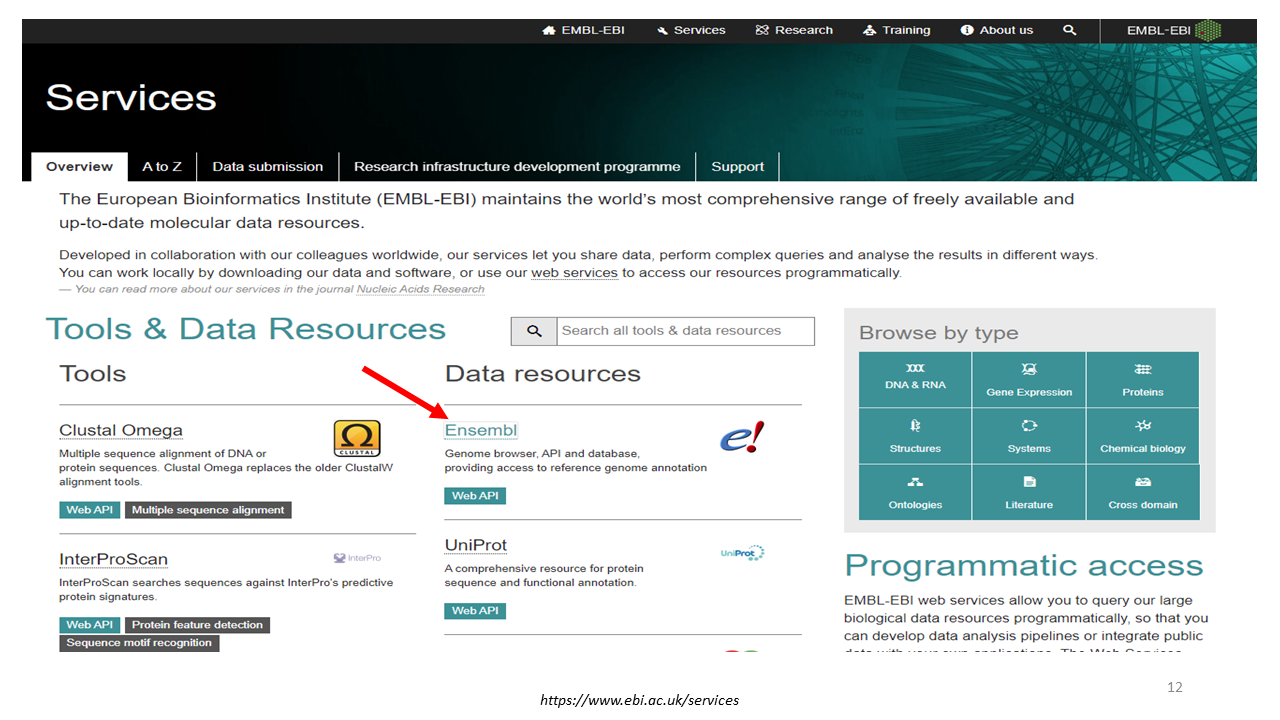 EMBL-EBI Services Research Training About us EMBL-EBI
Services
Overview A to Z Data submission Research infrastructure development programme Support
The European Bioinformatics Institute (EMBL-EBI) maintains the world's most comprehensive range of freely available and
up-to-date molecular data resources.
Developed in collaboration with our colleagues worldwide, our services let you share data, perform complex queries and analyse the results in different ways.
You can work locally by downloading our data and software, or use our web services to access our resources programmatically.
— You can read more about our services in the journal Nucleic Acids Research
Tools & Data Resources
Search all tools & data resources
Tools
Clustal Omega
Ω
CLUSTAL
Multiple sequence alignment of DNA or
protein sequences. Clustal Omega replaces the older ClustalW
alignment tools.
Web API Multiple sequence alignment
InterProScan
InterPro
InterProScan searches sequences against InterPro's predictive
protein signatures.
Web API Protein feature detection
Sequence motif recognition
Data resources
Ensembl
e!
Genome browser, API and database,
providing access to reference genome annotation
Web API
UniProt
UniProt
A comprehensive resource for protein
sequence and functional annotation.
Web API
Browse by type
DNA & RNA Gene Expression Proteins
Structures Systems Chemical biology
Ontologies Literature Cross domain
Programmatic access
EMBL-EBI web services allow you to query our large
biological data resources programmatically, so that you
can develop data analysis pipelines or integrate public
data with your own applications. The Web Services
https://www.ebi.ac.uk/services
12